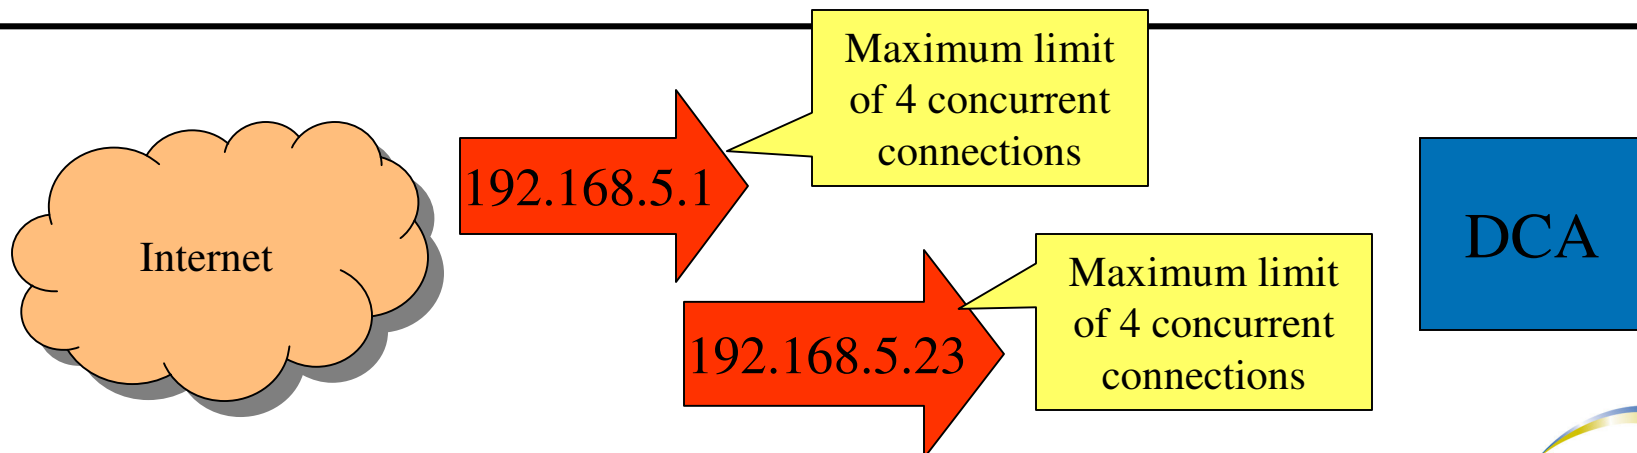 Maximum limit
of 4 concurrent
connections
192.168.5.1
Internet
DCA
Maximum limit
of 4 concurrent
connections
192.168.5.23